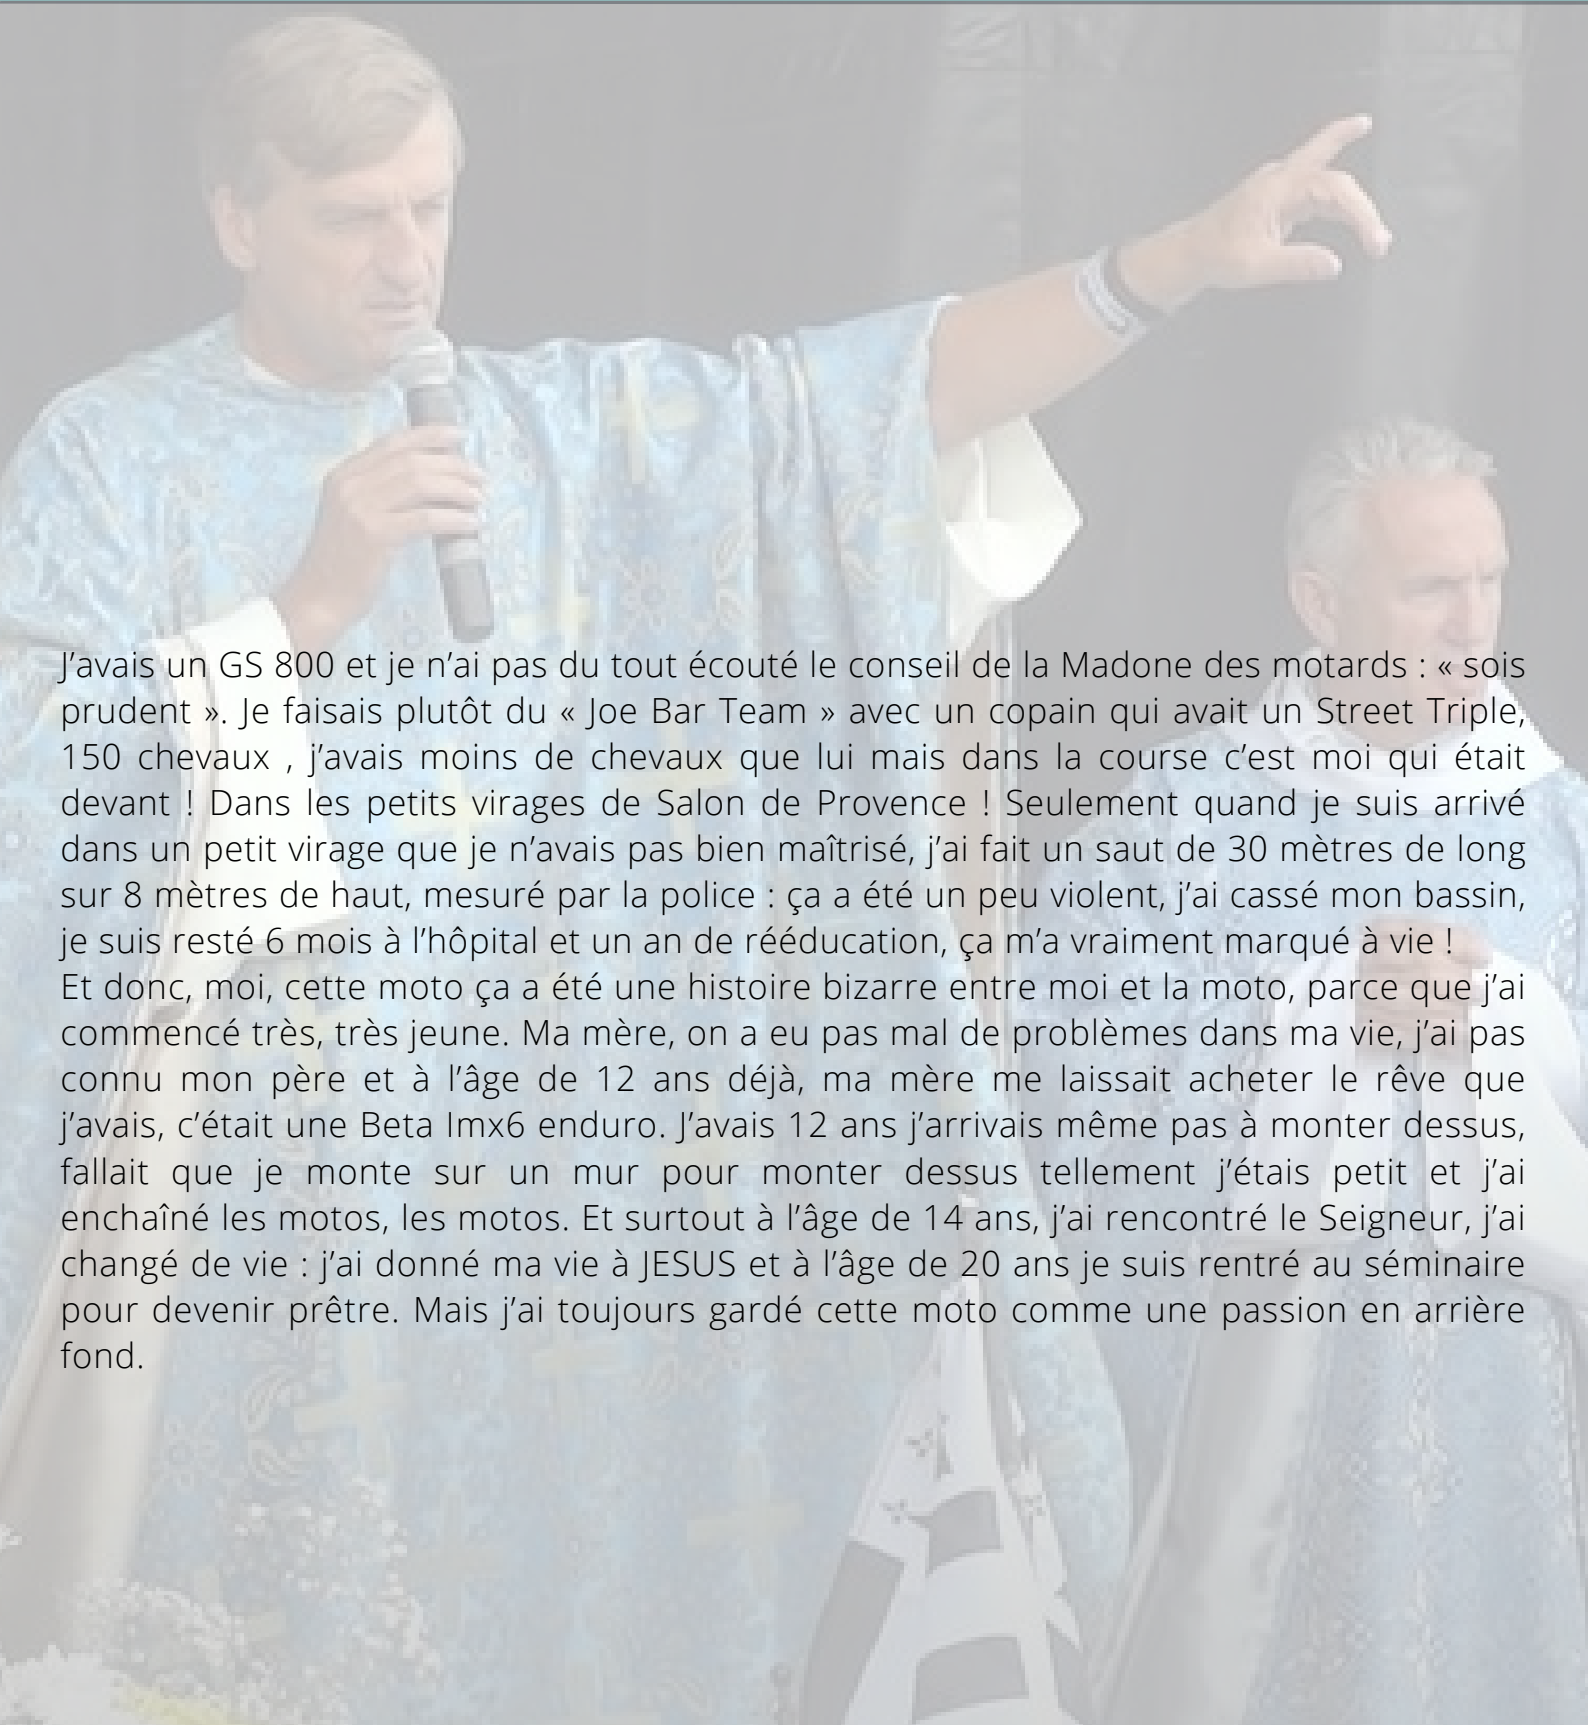 J’avais un GS 800 et je n’ai pas du tout écouté le conseil de la Madone des motards : « sois
prudent ». Je faisais plutôt du « Joe Bar Team » avec un copain qui avait un Street Triple,
150 chevaux , j’avais moins de chevaux que lui mais dans la course c’est moi qui était
devant ! Dans les petits virages de Salon de Provence ! Seulement quand je suis arrivé
dans un petit virage que je n’avais pas bien maîtrisé, j’ai fait un saut de 30 mètres de long
sur 8 mètres de haut, mesuré par la police : ça a été un peu violent, j’ai cassé mon bassin,
je suis resté 6 mois à l’hôpital et un an de rééducation, ça m’a vraiment marqué à vie !
Et donc, moi, cette moto ça a été une histoire bizarre entre moi et la moto, parce que j’ai
commencé très, très jeune. Ma mère, on a eu pas mal de problèmes dans ma vie, j’ai pas
connu mon père et à l’âge de 12 ans déjà, ma mère me laissait acheter le rêve que
j’avais, c’était une Beta Imx6 enduro. J’avais 12 ans j’arrivais même pas à monter dessus,
fallait que je monte sur un mur pour monter dessus tellement j’étais petit et j’ai
enchaîné les motos, les motos. Et surtout à l’âge de 14 ans, j’ai rencontré le Seigneur, j’ai
changé de vie : j’ai donné ma vie à JESUS et à l’âge de 20 ans je suis rentré au séminaire
pour devenir prêtre. Mais j’ai toujours gardé cette moto comme une passion en arrière
fond.